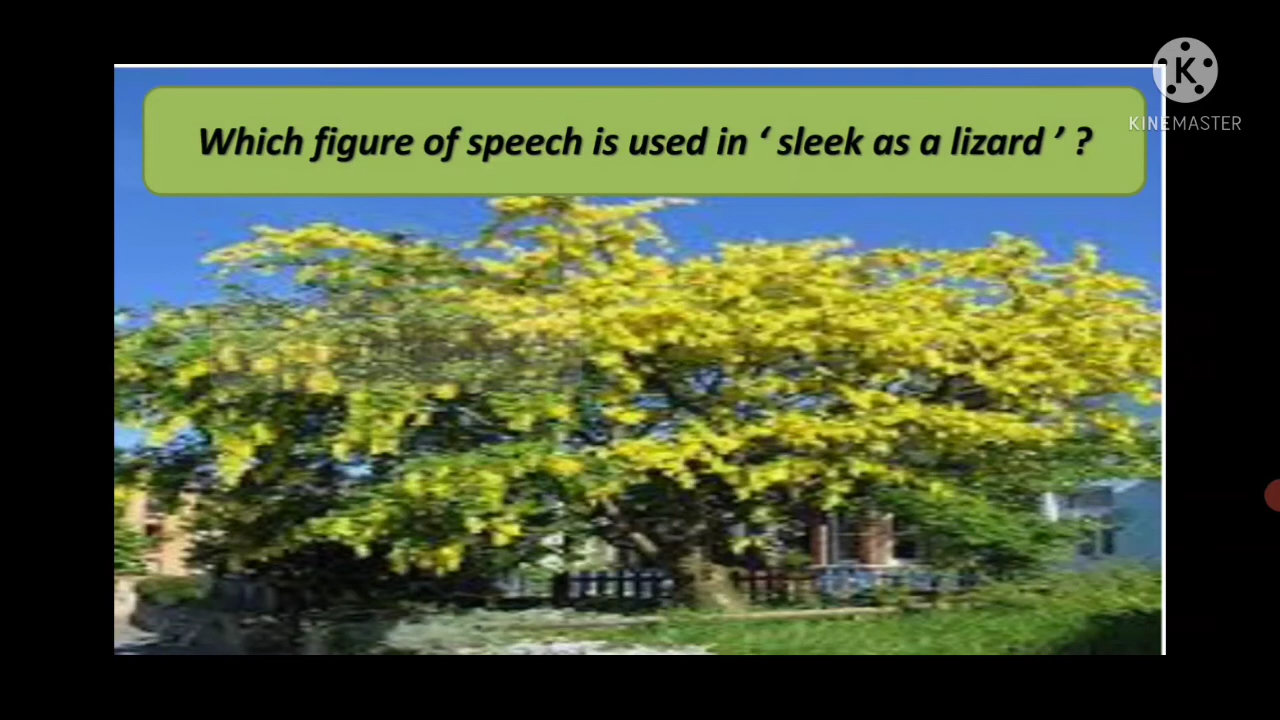 K
KINEMASTER
Which figure of speech is used in ‘ sleek as a lizard ’ ?